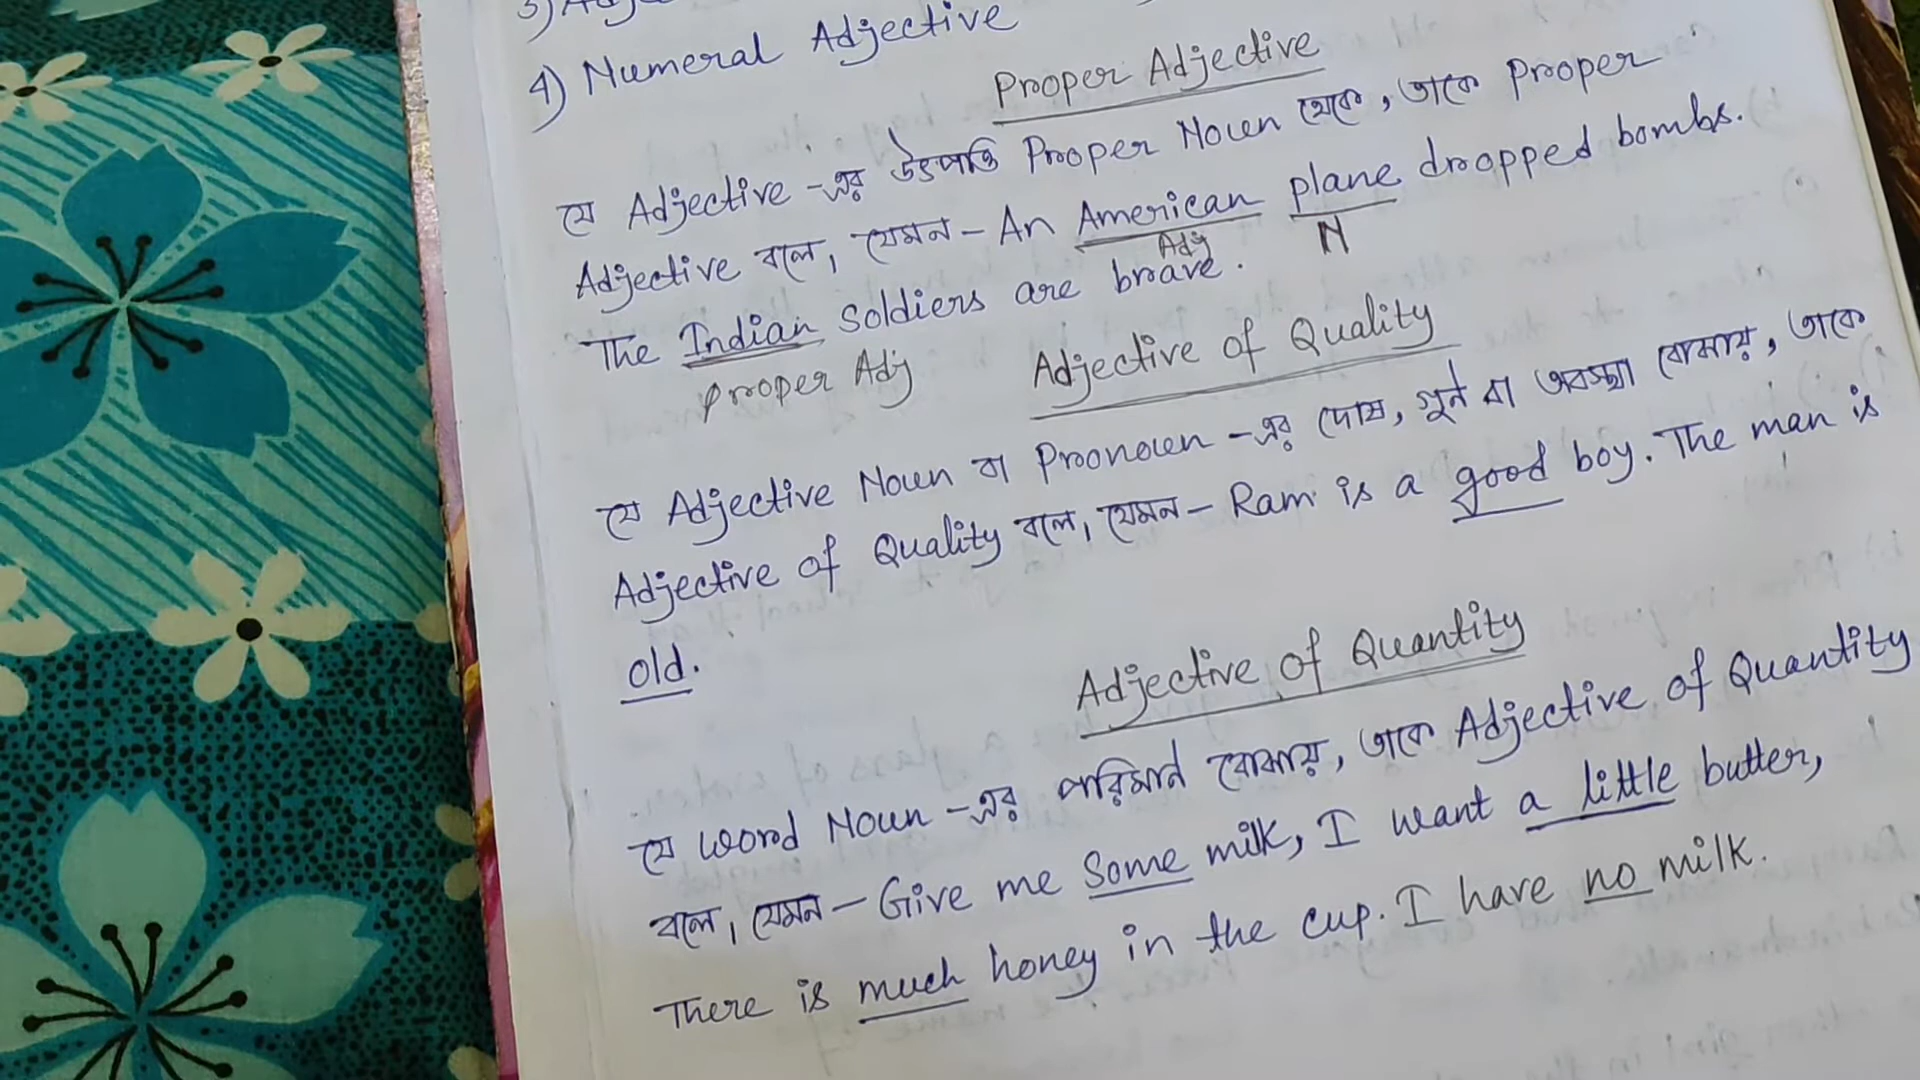 4) Numeral Adjective
Proper Adjective
যে Adjective -এর উৎপত্তি Proper Noun থেকে, তাকে Proper
Adjective বলে, যেমন- An American plane dropped bombs.
Adj N
The Indian soldiers are brave.
Proper Adj
Adjective of Quality
যে Adjective Noun বা Pronoun -এর দোষ, গুর্ন বা অবস্থা বোঝায়, তাকে
Adjective of Quality বলে, যেমন- Ram is a good boy. The man is
old.
Adjective of Quantity
যে word Noun -এর পরিমার্ন বোঝায়, তাকে Adjective of Quantity
বলে, যেমন- Give me some milk, I want a little butter,
There is much honey in the cup. I have no milk.